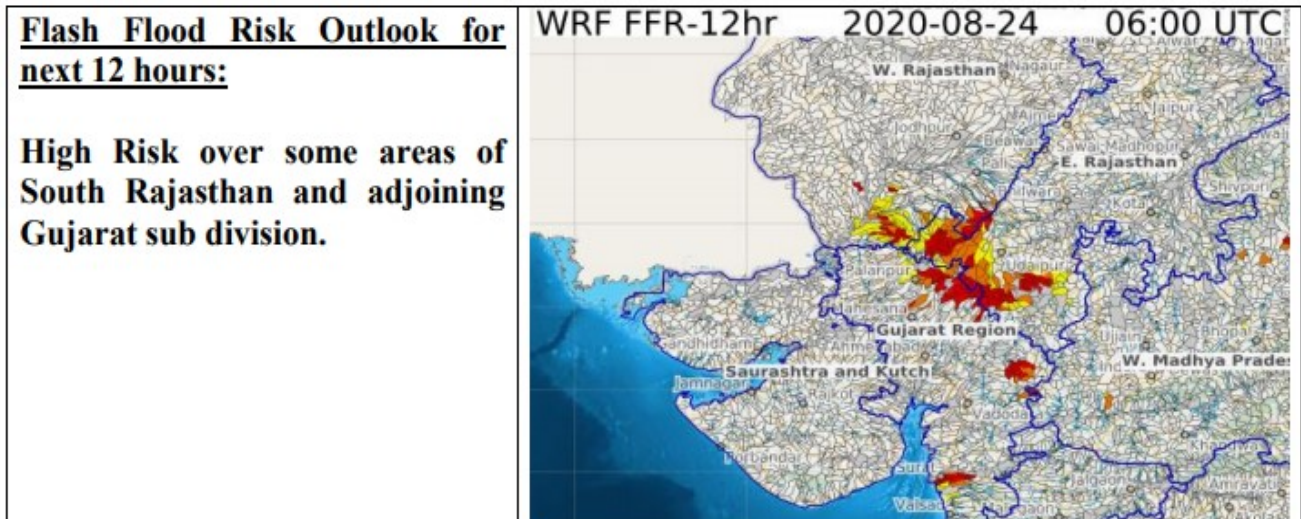 Flash Flood Risk Outlook for
next 12 hours:
High Risk over some areas of
South Rajasthan and adjoining
Gujarat sub division.
WRF FFR-12hr 2020-08-24 06:00 UTC
W. Rajasthan
Nagaur
Jaipur
Jodhpur
Beawar
Sawai Madhopur
Pali
E. Rajasthan
Shivpuri
Kota
Udaipur
Palanpur
Gujarat Region
Ujjain
Bhopal
W. Madhya Prades
Saurashtra and Kutch
Jamnagar
Rajkot
Vadodara
Porbandar
Khandwa
Surat
Jalgaon
Amravati
Valsad
Malegaon